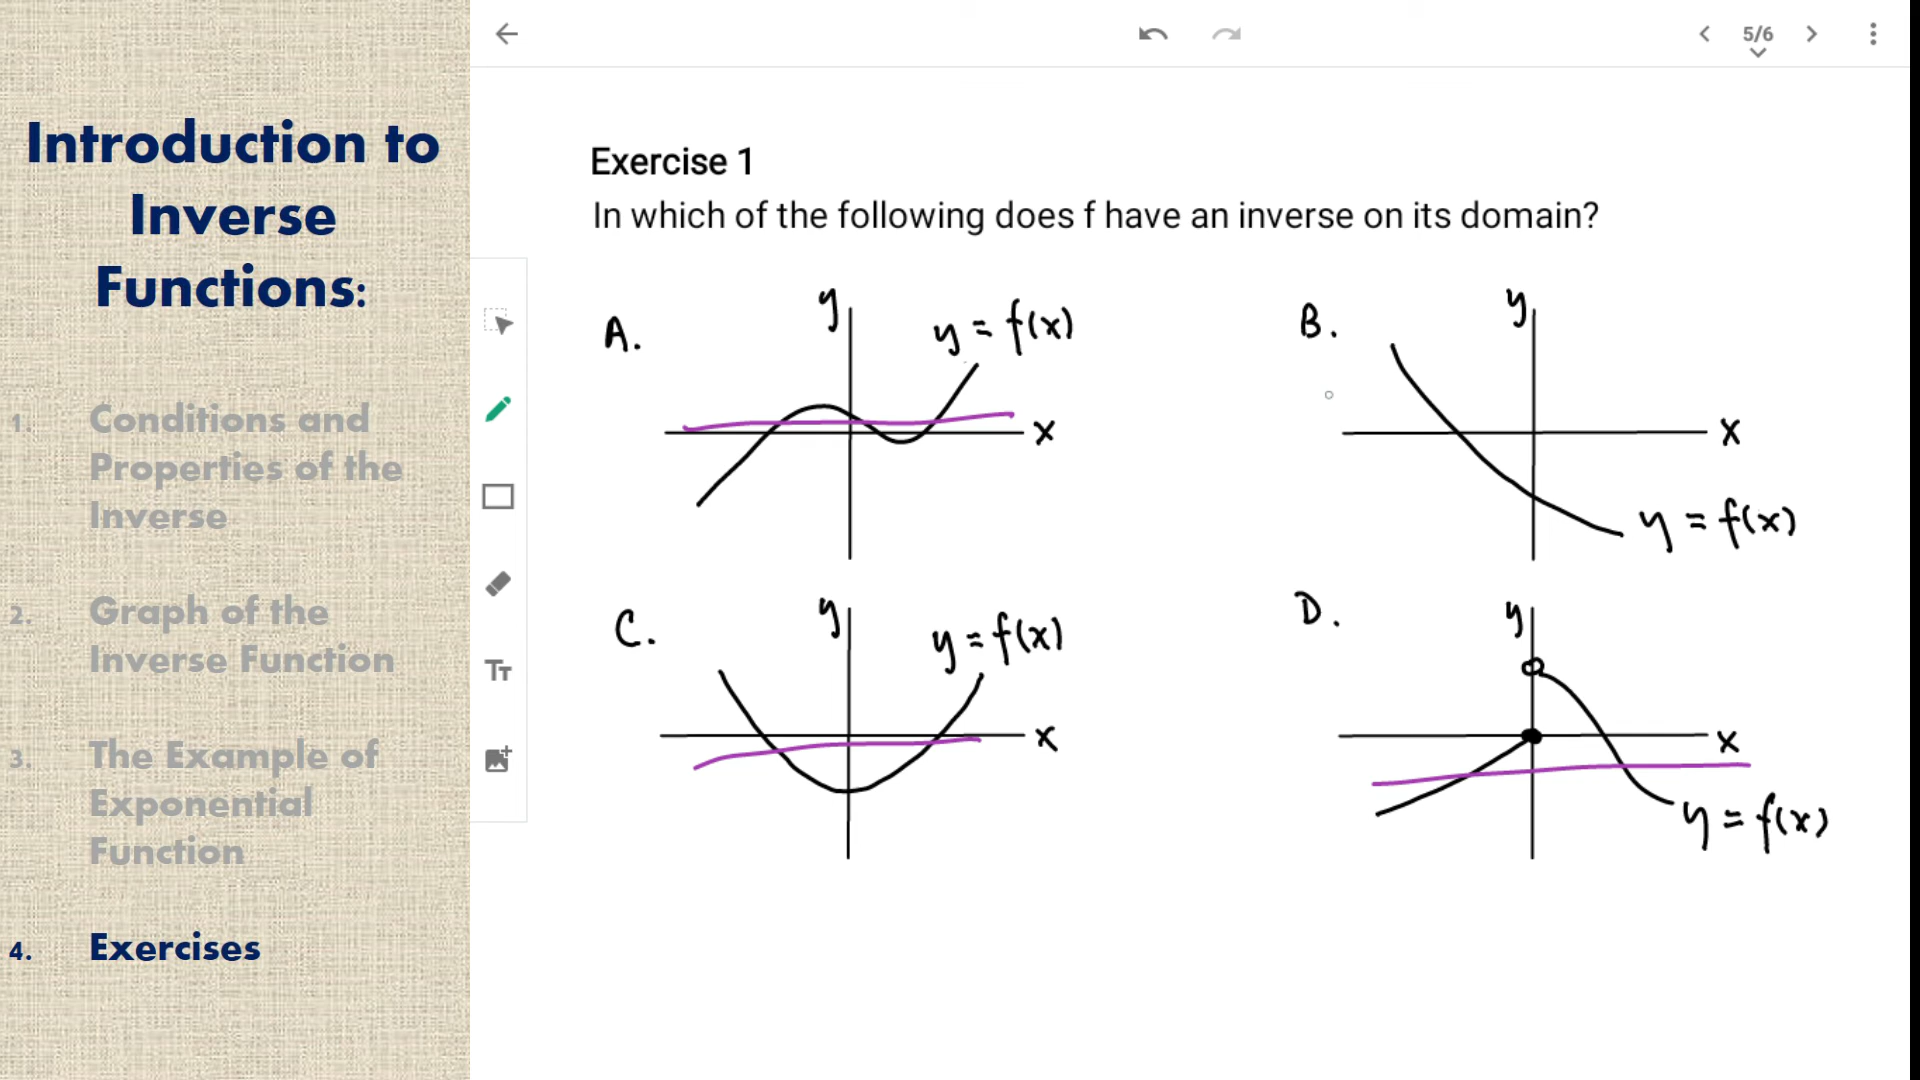 Introduction to
Inverse
Functions:
1. Conditions and
Properties of the
Inverse
2. Graph of the
Inverse Function
3. The Example of
Exponential
Function
4. Exercises
5/6
Exercise 1
In which of the following does f have an inverse on its domain?
A.
y
y = f(x)
x
B.
y
x
y = f(x)
C.
y
y = f(x)
x
D.
y
x
y = f(x)
TT